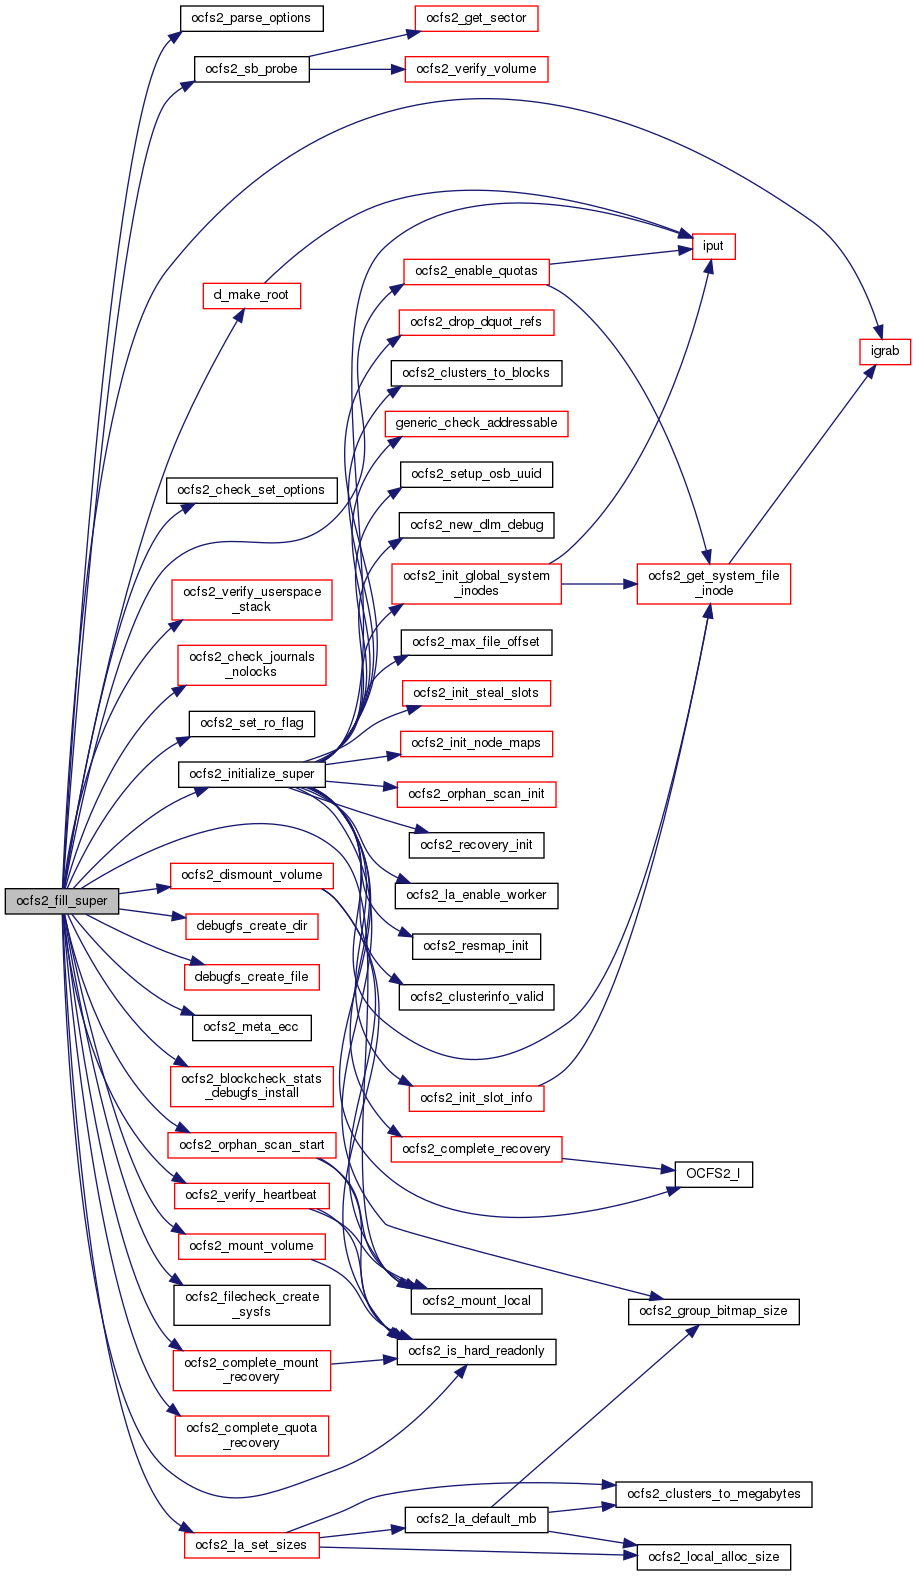 ocfs2_parse_options
ocfs2_get_sector
ocfs2_sb_probe
ocfs2_verify_volume
iput
ocfs2_enable_quotas
d_make_root
ocfs2_drop_dquot_refs
igrab
ocfs2_clusters_to_blocks
generic_check_addressable
ocfs2_setup_osb_uuid
ocfs2_check_set_options
ocfs2_new_dlm_debug
ocfs2_init_global_system
_inodes
ocfs2_get_system_file
_inode
ocfs2_verify_userspace
_stack
ocfs2_max_file_offset
ocfs2_check_journals
_nolocks
ocfs2_init_steal_slots
ocfs2_set_ro_flag
ocfs2_init_node_maps
ocfs2_initialize_super
ocfs2_orphan_scan_init
ocfs2_recovery_init
ocfs2_dismount_volume
ocfs2_la_enable_worker
ocfs2_fill_super
debugfs_create_dir
ocfs2_resmap_init
debugfs_create_file
ocfs2_clusterinfo_valid
ocfs2_meta_ecc
ocfs2_blockcheck_stats
_debugfs_install
ocfs2_init_slot_info
ocfs2_orphan_scan_start
ocfs2_complete_recovery
OCFS2_I
ocfs2_verify_heartbeat
ocfs2_mount_volume
ocfs2_filecheck_create
_sysfs
ocfs2_mount_local
ocfs2_group_bitmap_size
ocfs2_is_hard_readonly
ocfs2_complete_mount
_recovery
ocfs2_complete_quota
_recovery
ocfs2_clusters_to_megabytes
ocfs2_la_default_mb
ocfs2_la_set_sizes
ocfs2_local_alloc_size